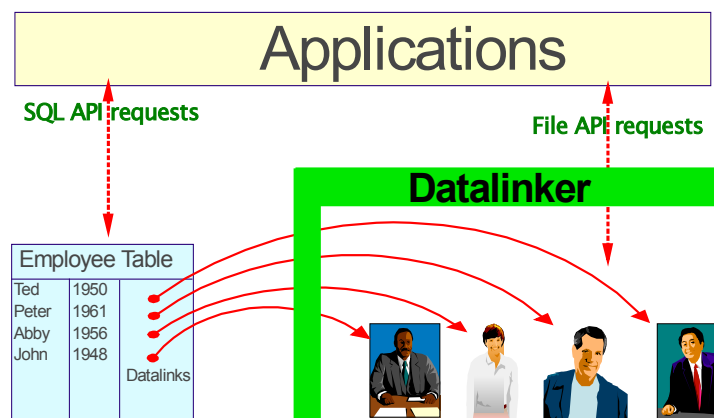 Applications
SQL API requests
File API requests
Datalinker
Employee Table
Ted 1950
Peter 1961
Abby 1956
John 1948
Datalinks